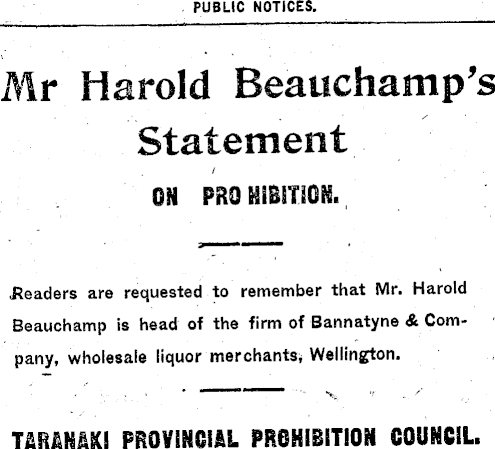 PUBLIC NOTICES.
Mr Harold Beauchamp's
Statement
ON PROHIBITION.
Readers are requested to remember that Mr. Harold
Beauchamp is head of the firm of Bannatyne & Com-
pany, wholesale liquor merchants, Wellington.
TARANAKI PROVINCIAL PROHIBITION COUNCIL.